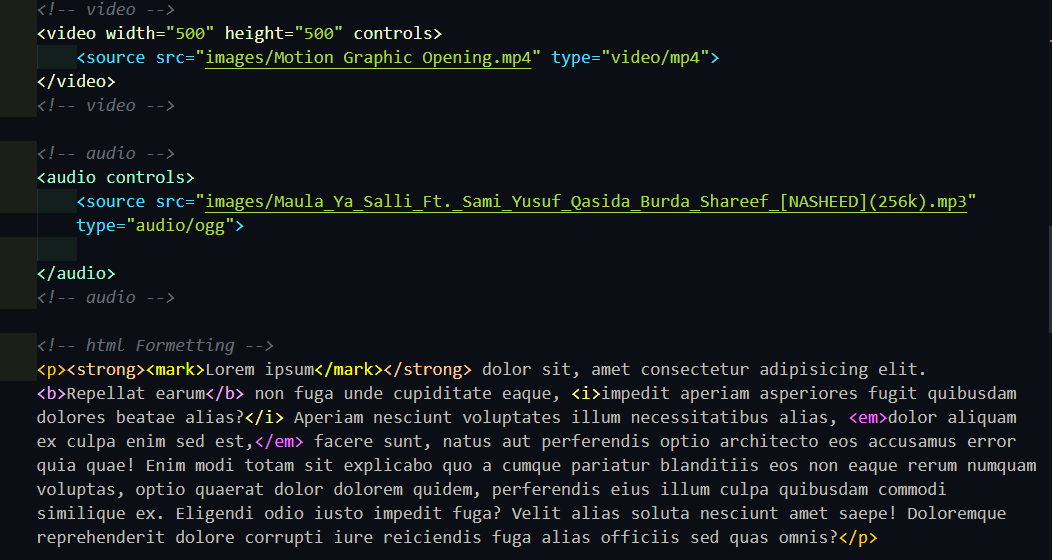 <!-- video -->
<video width="500" height="500" controls>
<source src="images/Motion Graphic Opening.mp4" type="video/mp4">
</video>
<!-- video -->
<!-- audio -->
<audio controls>
<source src="images/Maula_Ya_Salli_Ft._Sami_Yusuf_Qasida_Burda_Shareef_[NASHEED](256k).mp3"
type="audio/ogg">
</audio>
<!-- audio -->
<!-- html Formetting -->
<p><strong><mark>Lorem ipsum</mark></strong> dolor sit, amet consectetur adipisicing elit.
<b>Repellat earum</b> non fuga unde cupiditate eaque, <i>impedit aperiam asperiores fugit quibusdam
dolores beatae alias?</i> Aperiam nesciunt voluptates illum necessitatibus alias, <em>dolor aliquam
ex culpa enim sed est,</em> facere sunt, natus aut perferendis optio architecto eos accusamus error
quia quae! Enim modi totam sit explicabo quo a cumque pariatur blanditiis eos non eaque rerum numquam
voluptas, optio quaerat dolor dolorem quidem, perferendis eius illum culpa quibusdam commodi
similique ex. Eligendi odio iusto impedit fuga? Velit alias soluta nesciunt amet saepe! Doloremque
reprehenderit dolore corrupti iure reiciendis fuga alias officiis sed quas omnis?</p>